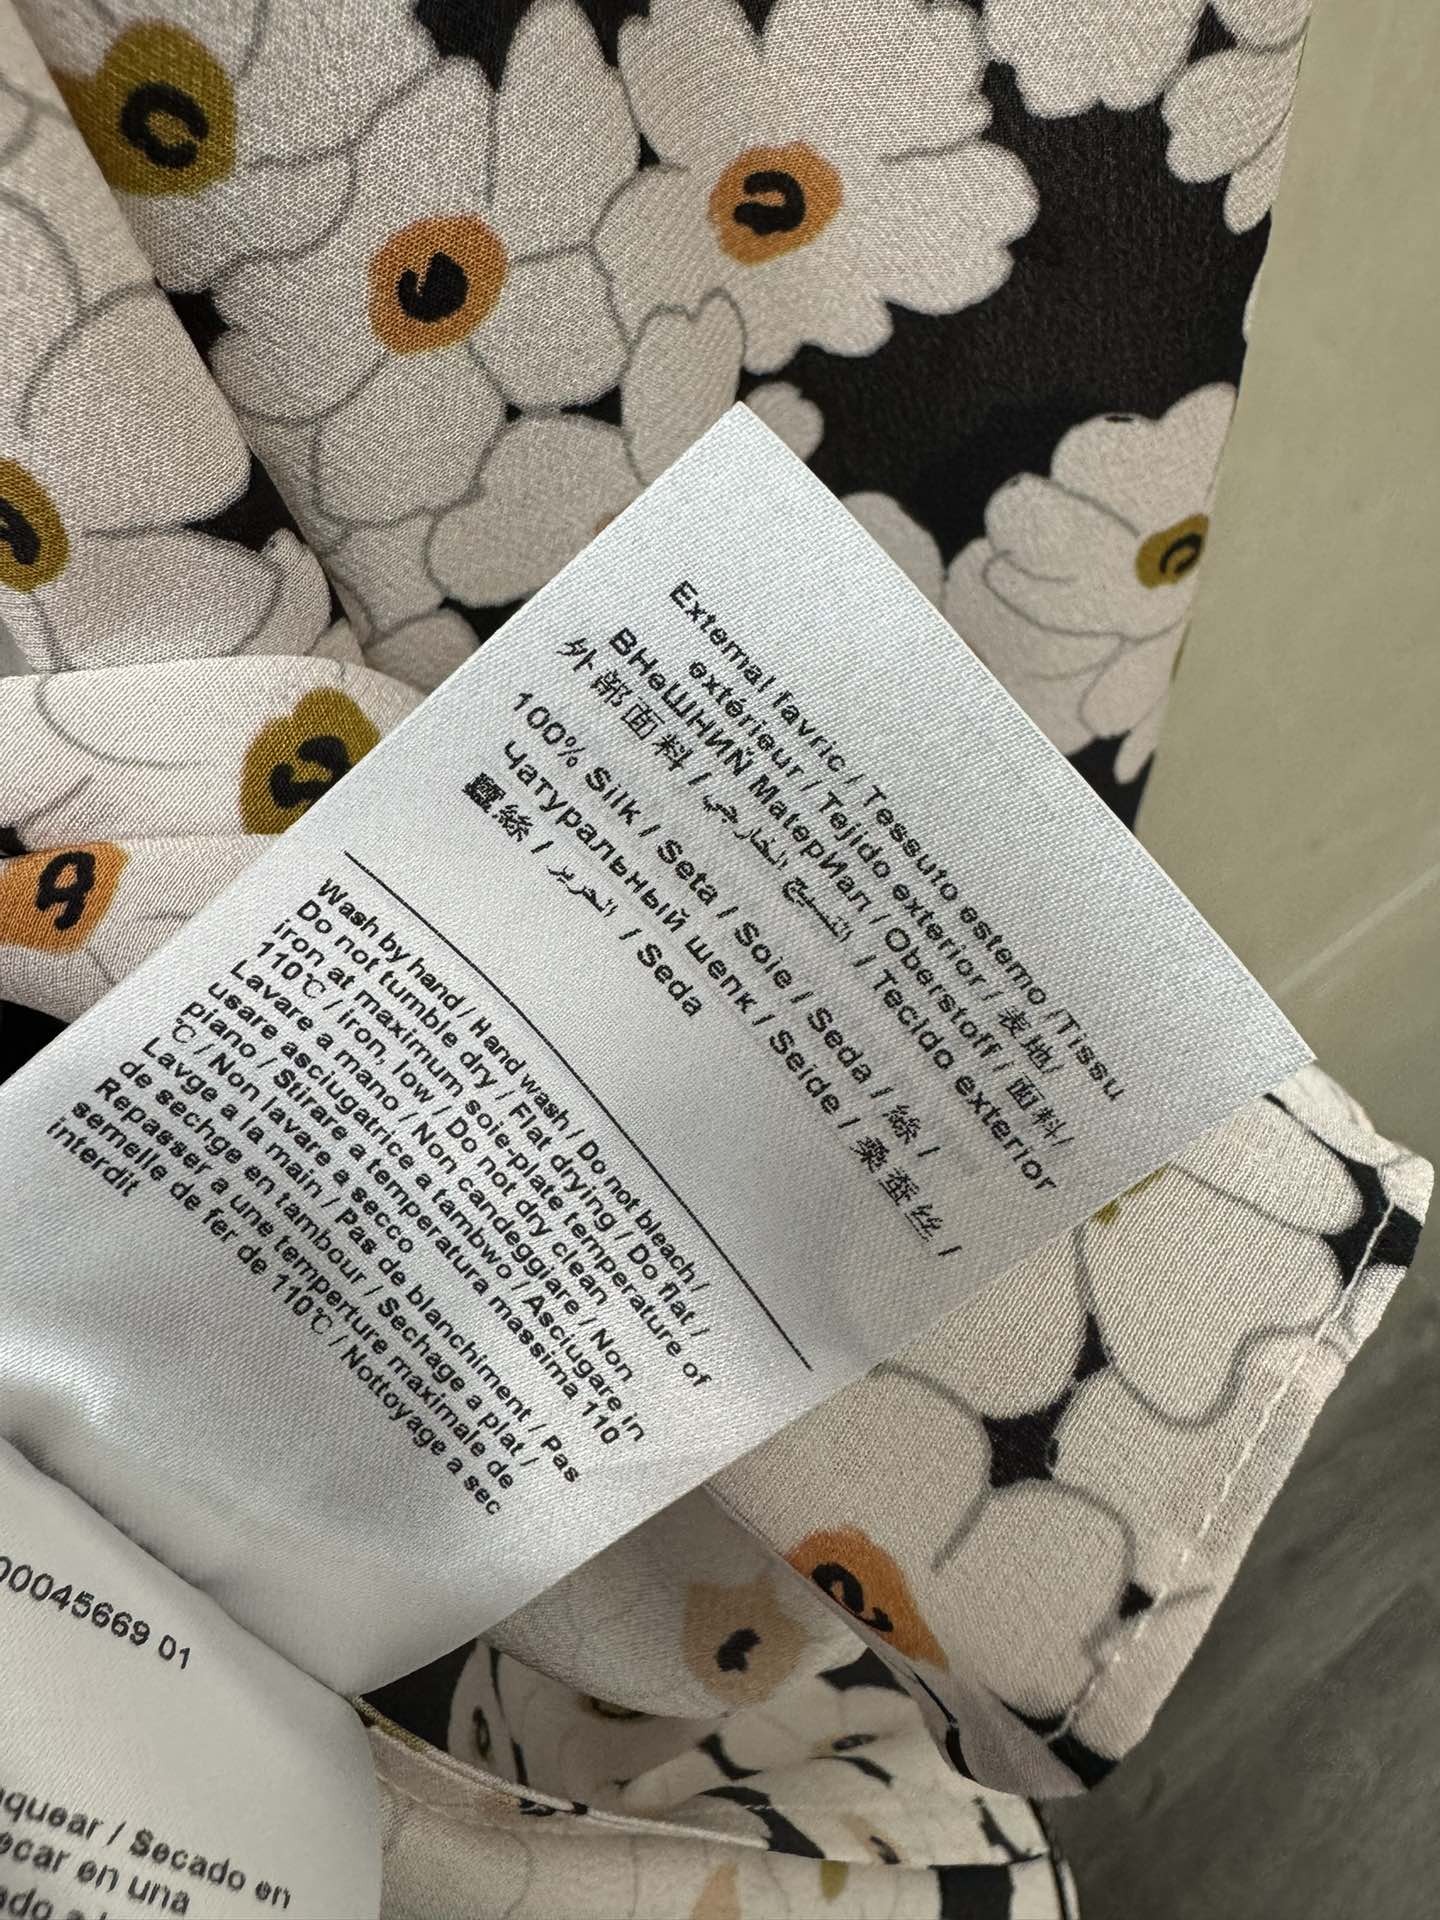 External favric / Tessuto estemo /Tissu
extérieur / Tejido exterior / 表地/
ВНеШНИЙ МатерИап / Oberstoff / 面料/
外部面料 / النسيج الخارجي / Tecido exterior
100% Silk / Seta / Soie / Seda / 絲 /
Чатуральный шепк / Seide / 桑蚕丝 /
蠶絲 / الحرير / Seda
Wash by hand / Hand wash / Do not bleach /
Do not tumble dry / Flat drying / Do flat /
iron at maximum soie-plate temperature of
110℃ / iron, low / Do not dry clean
Lavare a mano / Non candeggiare / Non
usare asciugatrice a tambwo / Asciugare in
piano / Stirare a temperatura massima 110
℃ / Non lavare a secco
Lavge a la main / Pas de blanchiment / Pas
de sechge en tambour / Sechage a plat /
Repasser a une temperture maximale de
semelle de fer de 110℃ / Nottoyage a sec
interdit
00045669 01
quear / Secado en
ecar en una